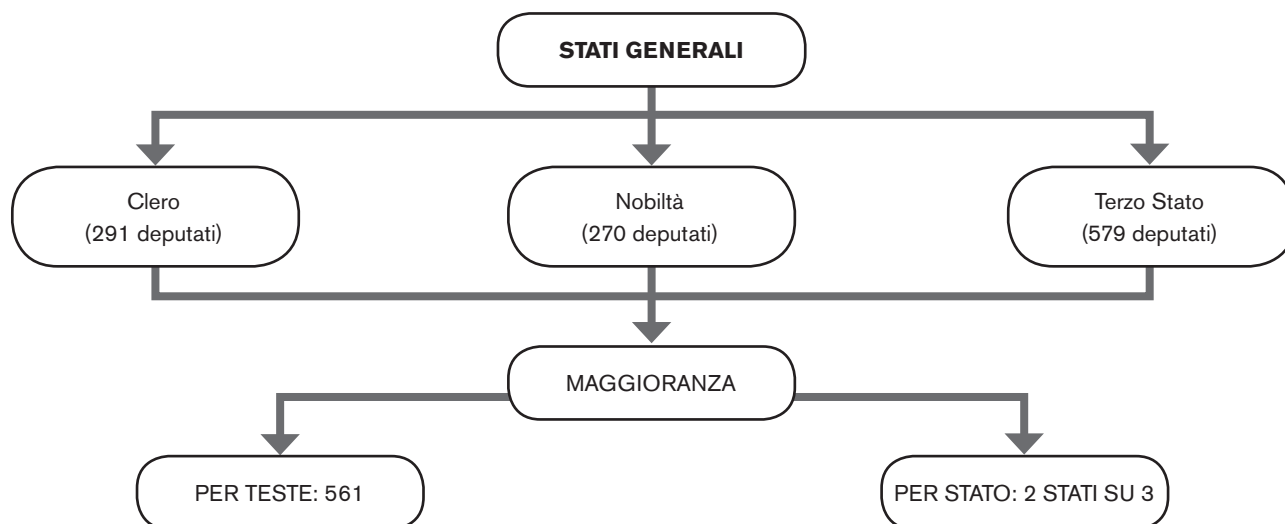 STATI GENERALI
Clero
(291 deputati)
Nobiltà
(270 deputati)
Terzo Stato
(579 deputati)
MAGGIORANZA
PER TESTE: 561
PER STATO: 2 STATI SU 3